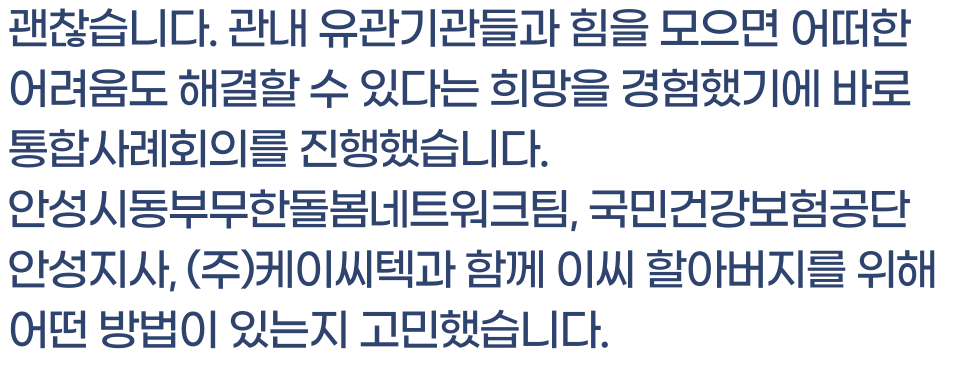 괜찮습니다. 관내 유관기관들과 힘을 모으면 어떠한
어려움도 해결할 수 있다는 희망을 경험했기에 바로
통합사례회의를 진행했습니다.
안성시동부무한돌봄네트워크팀, 국민건강보험공단
안성지사, (주)케이씨텍과 함께 이씨 할아버지를 위해
어떤 방법이 있는지 고민했습니다.